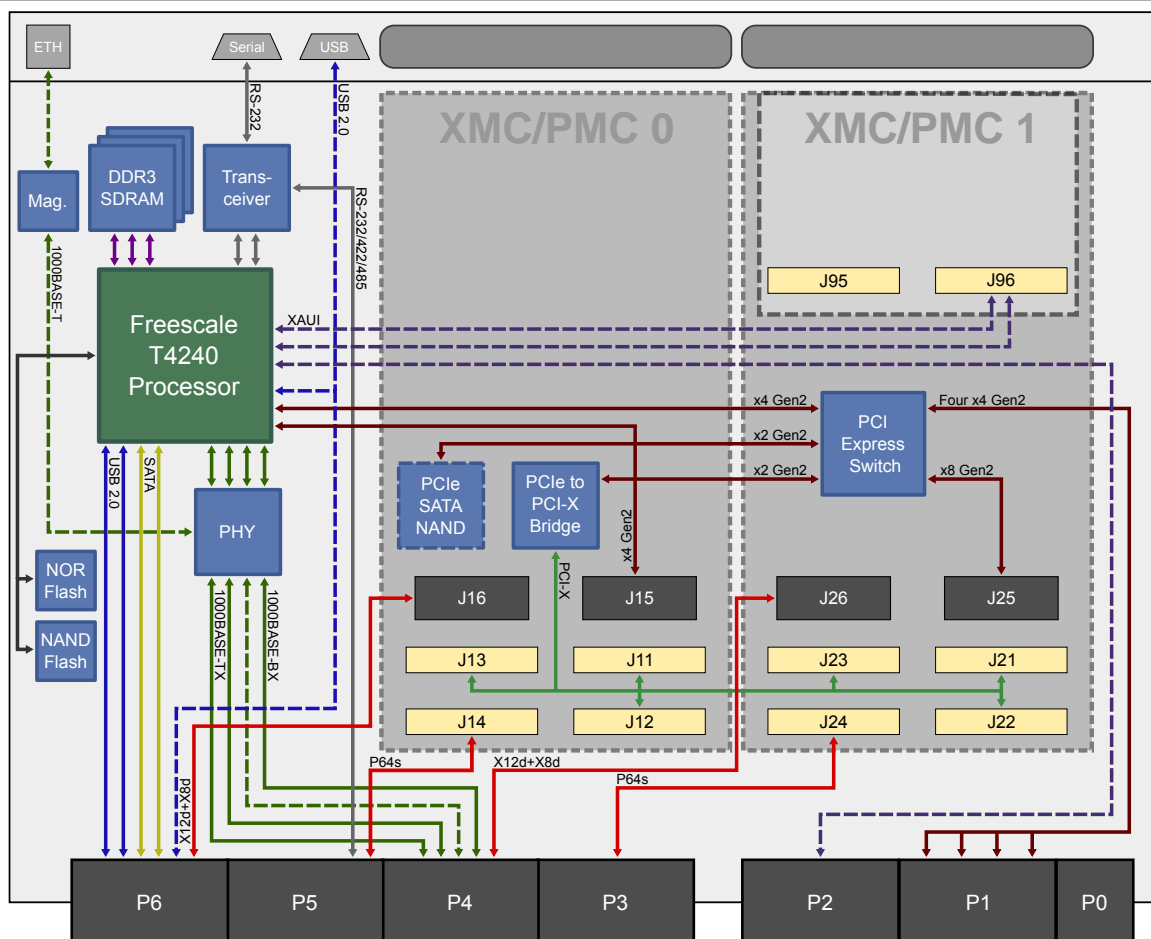 ETH
Serial
USB
RS-232
USB 2.0
XMC/PMC 0
XMC/PMC 1
DDR3
SDRAM
Trans-
ceiver
Mag.
RS-232/422/485
1000BASE-T
J95
J96
XAUI
Freescale
T4240
Processor
x4 Gen2
Four x4 Gen2
PCI
Express
Switch
x2 Gen2
x2 Gen2
x8 Gen2
USB 2.0
SATA
PCIe
SATA
NAND
PCIe to
PCI-X
Bridge
x4 Gen2
PHY
PCI-X
NOR
Flash
J16
J15
J26
J25
1000BASE-TX
1000BASE-BX
NAND
Flash
J13
J11
J23
J21
J14
J12
J24
J22
P64s
X12d+X8d
P64s
X12d+X8d
P6
P5
P4
P3
P2
P1
P0